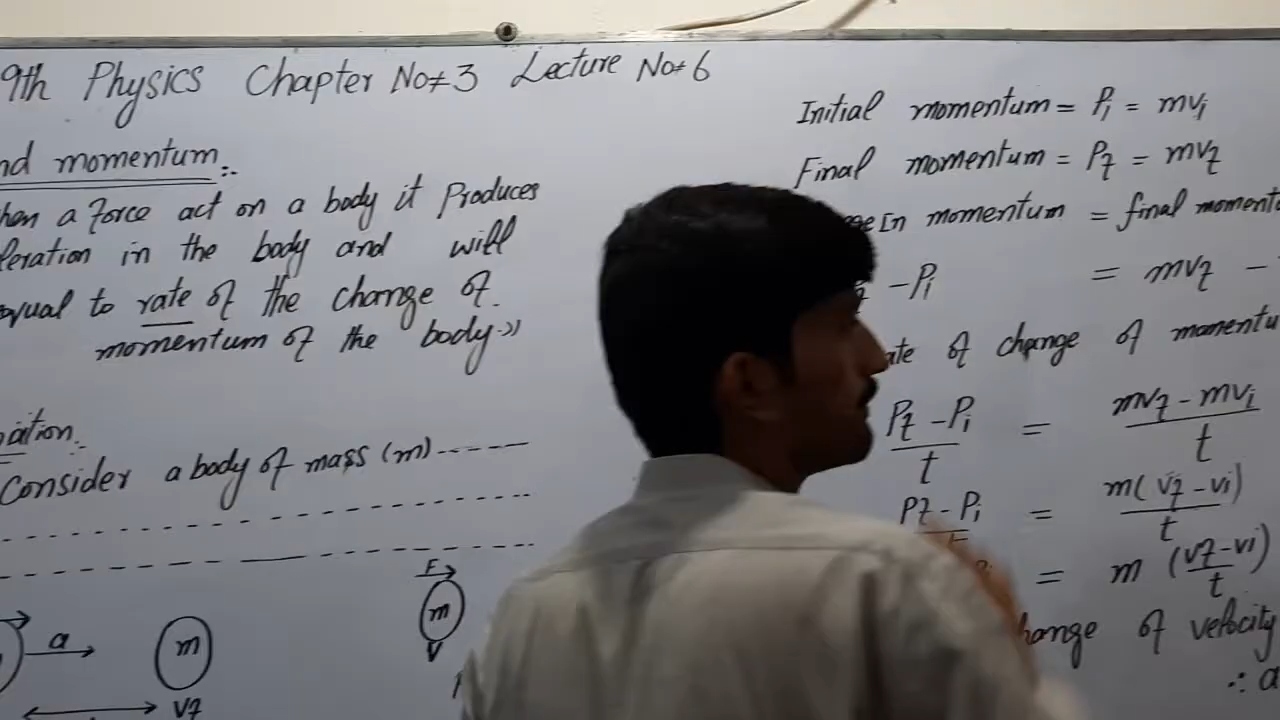 9th Physics Chapter No≠3 Lecture No≠6
nd momentum:-
hen a Force act on a body it Produces
leration in the body and will
equal to rate of the change of
momentum of the body.»
ation.
Consider a body of mass (m) -----
a
m
vf
F
m
Initial momentum = Pi = mvi
Final momentum = Pf = mvf
ge In momentum = final moment
- Pi = mvf -
ate of change of momentu
Pf - Pi / t = mvf - mvi / t
Pf - Pi = m( vf - vi) / t
= m (vf - vi / t)
hange of velocity
∴ a